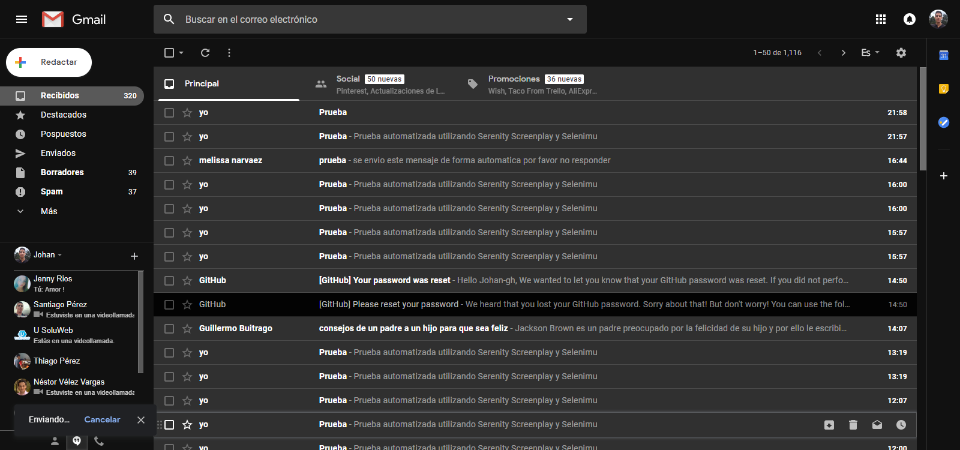 Gmail
Buscar en el correo electrónico
Redactar
1–50 de 1,116
Es
Recibidos 320
Destacados
Pospuestos
Enviados
Borradores 39
Spam 37
Más
Principal
Social 50 nuevas
Pinterest, Actualizaciones de L...
Promociones 36 nuevas
Wish, Taco From Trello, AliExpr...
yo Prueba 21:58
yo Prueba - Prueba automatizada utilizando Serenity Screenplay y Selenimu 21:57
melissa narvaez prueba - se envio este mensaje de forma automatica por favor no responder 16:44
yo Prueba - Prueba automatizada utilizando Serenity Screenplay y Selenimu 16:00
yo Prueba - Prueba automatizada utilizando Serenity Screenplay y Selenimu 16:00
yo Prueba - Prueba automatizada utilizando Serenity Screenplay y Selenimu 15:57
yo Prueba - Prueba automatizada utilizando Serenity Screenplay y Selenimu 15:57
GitHub [GitHub] Your password was reset - Hello Johan-gh, We wanted to let you know that your GitHub password was reset. If you did not perfo...  14:50
GitHub [GitHub] Please reset your password - We heard that you lost your GitHub password. Sorry about that! But don't worry! You can use the fol... 14:50
Guillermo Buitrago consejos de un padre a un hijo para que sea feliz - Jackson Brown es un padre preocupado por la felicidad de su hijo y por ello le escribi... 14:07
yo Prueba - Prueba automatizada utilizando Serenity Screenplay y Selenimu 13:19
yo Prueba - Prueba automatizada utilizando Serenity Screenplay y Selenimu 13:19
yo Prueba - Prueba automatizada utilizando Serenity Screenplay y Selenimu 12:07
yo Prueba - Prueba automatizada utilizando Serenity Screenplay y Selenimu
yo Prueba - Prueba automatizada utilizando Serenity Screenplay y Selenimu 12:00
Johan
Jenny Ríos
Tú: Amor !
Santiago Pérez
Estuviste en una videollamada
U SoluWeb
Estás en una videollamada.
Thiago Pérez
Néstor Vélez Vargas
Estuviste en una videollamada
Enviando... Cancelar